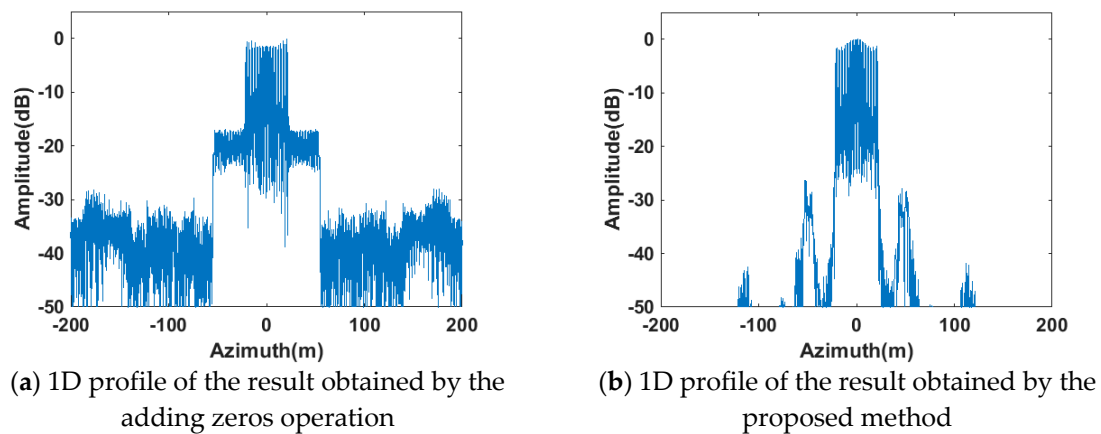 0
-10
-20
-30
-40
-50
Amplitude(dB)
-200
-100
0
100
200
Azimuth(m)
(a) 1D profile of the result obtained by the
adding zeros operation
0
-10
-20
-30
-40
-50
Amplitude(dB)
-200
-100
0
100
200
Azimuth(m)
(b) 1D profile of the result obtained by the
proposed method